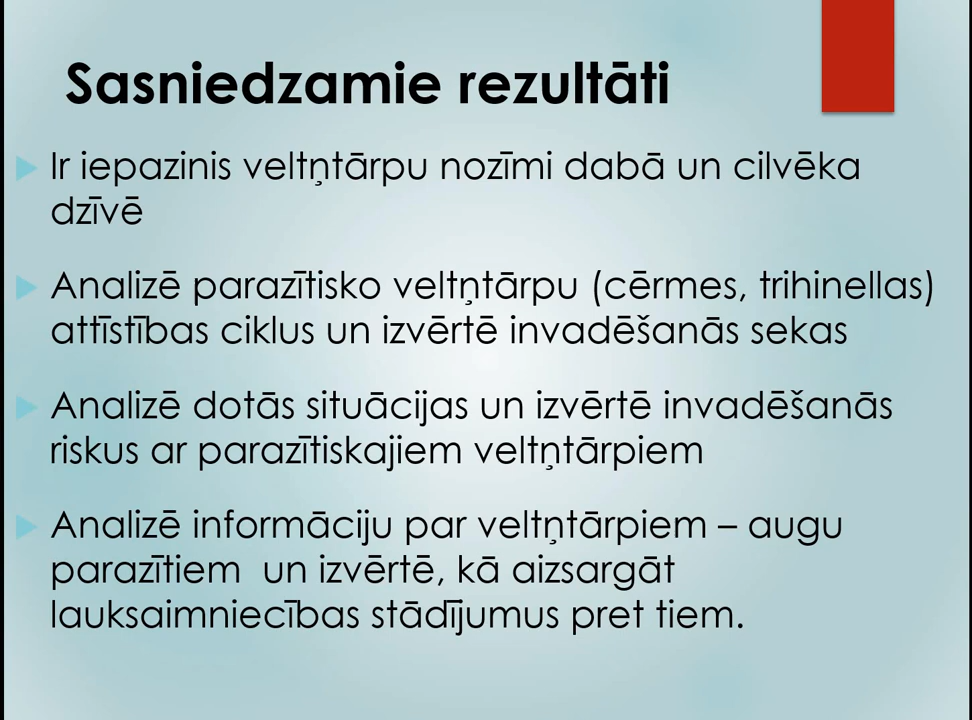 Sasniedzamie rezultāti
Ir iepazinis veltņtārpu nozīmi dabā un cilvēka
dzīvē
Analizē parazītisko veltņtārpu (cērmes, trihinellas)
attīstības ciklus un izvērtē invadēšanās sekas
Analizē dotās situācijas un izvērtē invadēšanās
riskus ar parazītiskajiem veltņtārpiem
Analizē informāciju par veltņtārpiem – augu
parazītiem un izvērtē, kā aizsargāt
lauksaimniecības stādījumus pret tiem.